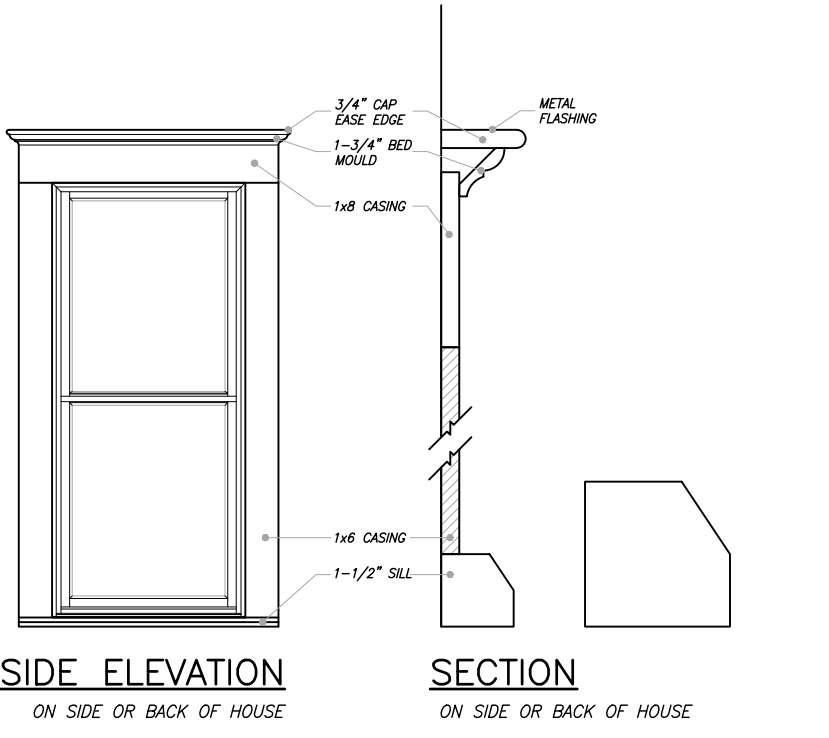 3/4" CAP
EASE EDGE
METAL
FLASHING
1-3/4" BED
MOULD
1x8 CASING
1x6 CASING
1-1/2" SILL
SIDE ELEVATION
ON SIDE OR BACK OF HOUSE
SECTION
ON SIDE OR BACK OF HOUSE